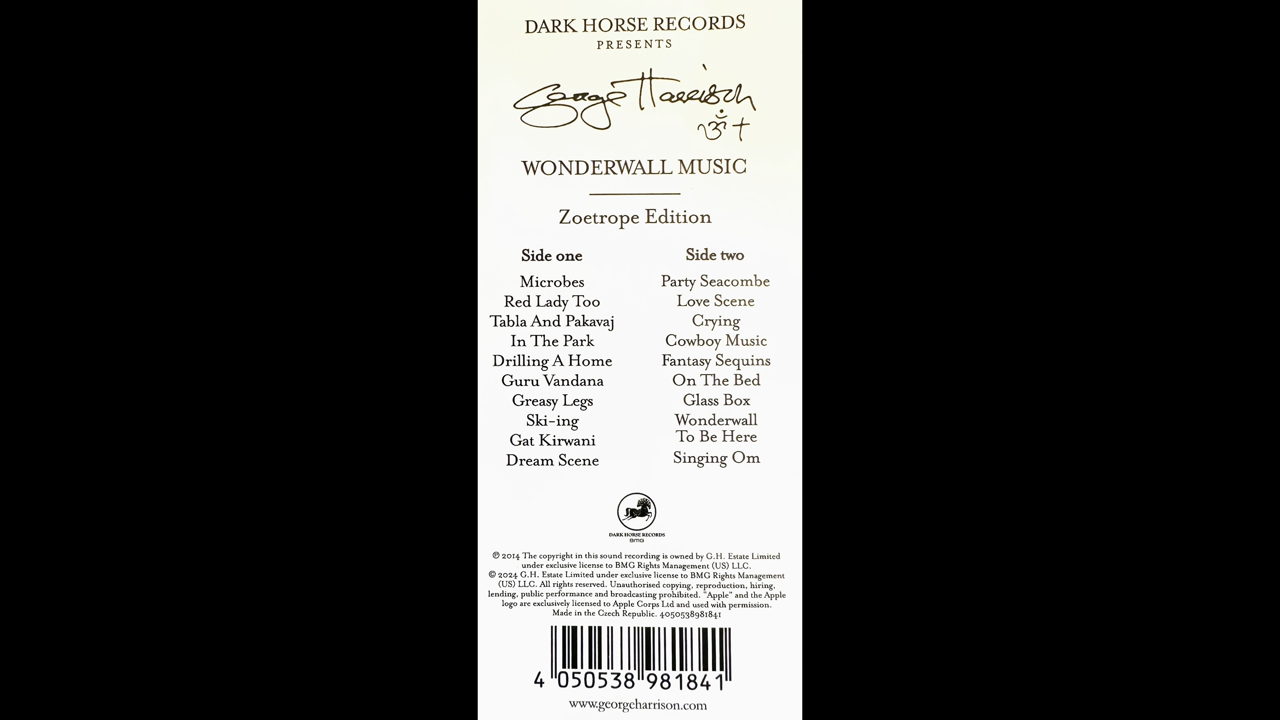 DARK HORSE RECORDS
PRESENTS
George Harrison
ॐ †
WONDERWALL MUSIC
Zoetrope Edition
Side one
Microbes
Red Lady Too
Tabla And Pakavaj
In The Park
Drilling A Home
Guru Vandana
Greasy Legs
Ski-ing
Gat Kirwani
Dream Scene
Side two
Party Seacombe
Love Scene
Crying
Cowboy Music
Fantasy Sequins
On The Bed
Glass Box
Wonderwall
To Be Here
Singing Om
DARK HORSE RECORDS
BMG
℗ 2014 The copyright in this sound recording is owned by G.H. Estate Limited
under exclusive license to BMG Rights Management (US) LLC.
© 2024 G.H. Estate Limited under exclusive license to BMG Rights Management
(US) LLC. All rights reserved. Unauthorised copying, reproduction, hiring,
lending, public performance and broadcasting prohibited. "Apple" and the Apple
logo are exclusively licensed to Apple Corps Ltd and used with permission.
Made in the Czech Republic. 4050538981841
4 050538 981841
www.georgeharrison.com